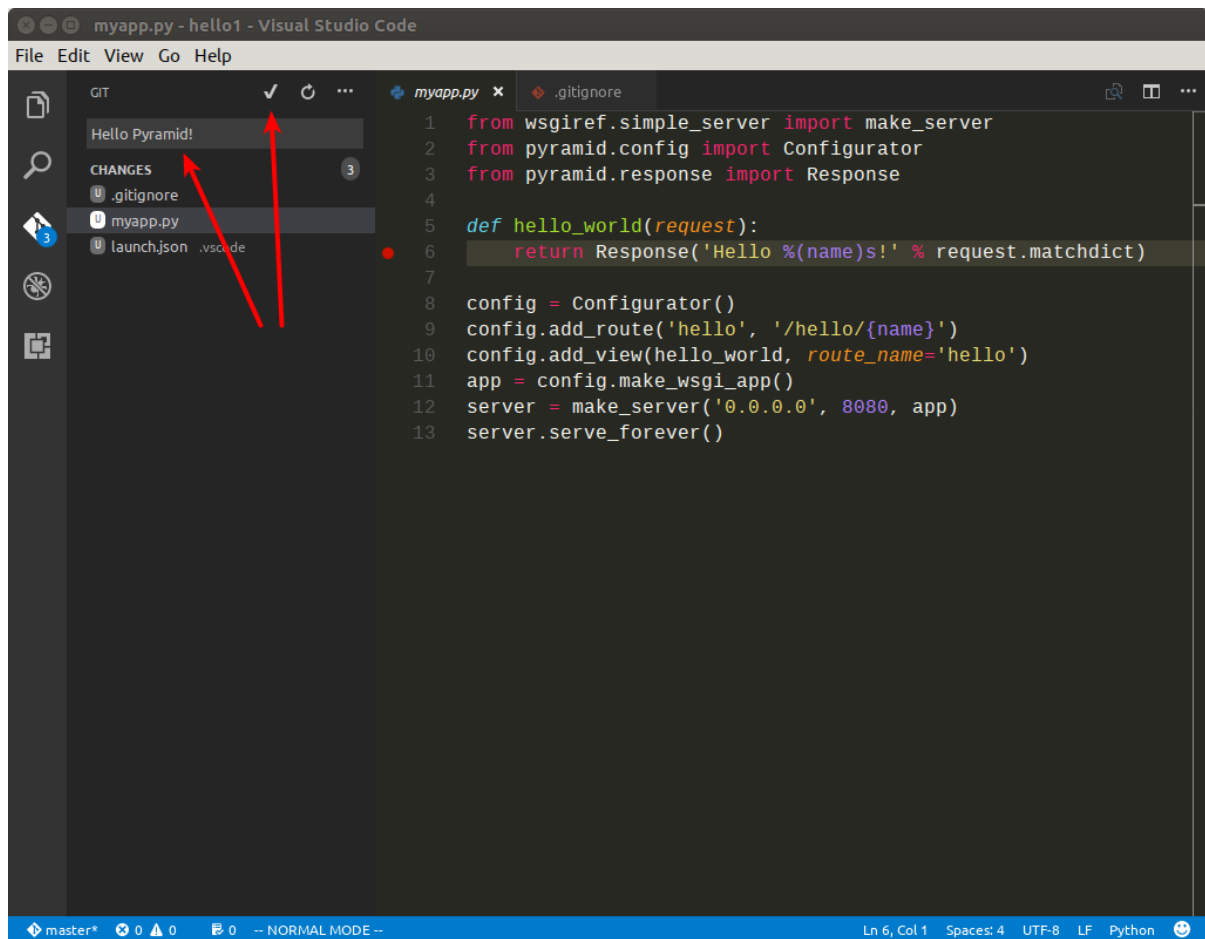 myapp.py - hello1 - Visual Studio Code
File Edit View Go Help
GIT
Hello Pyramid!
CHANGES 3
U .gitignore
U myapp.py
U launch.json .vscode
3
myapp.py .gitignore
1 from wsgiref.simple_server import make_server
2 from pyramid.config import Configurator
3 from pyramid.response import Response
4
5 def hello_world(request):
6     return Response('Hello %(name)s!' % request.matchdict)
7
8 config = Configurator()
9 config.add_route('hello', '/hello/{name}')
10 config.add_view(hello_world, route_name='hello')
11 app = config.make_wsgi_app()
12 server = make_server('0.0.0.0', 8080, app)
13 server.serve_forever()
master* 0 0 0 -- NORMAL MODE -- Ln 6, Col 1 Spaces: 4 UTF-8 LF Python